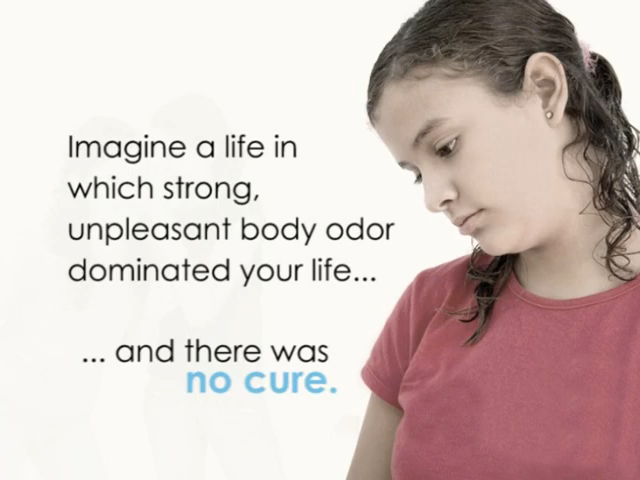 Imagine a life in
which strong,
unpleasant body odor
dominated your life...
... and there was
no cure.